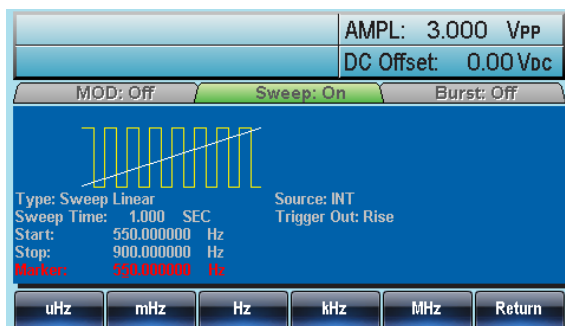 AMPL: 3.000 VPP
DC Offset: 0.00 VDC
MOD: Off Sweep: On Burst: Off
Type: Sweep Linear Source: INT
Sweep Time: 1.000 SEC Trigger Out: Rise
Start: 550.000000 Hz
Stop: 900.000000 Hz
Marker: 550.000000 Hz
uHz mHz Hz kHz MHz Return